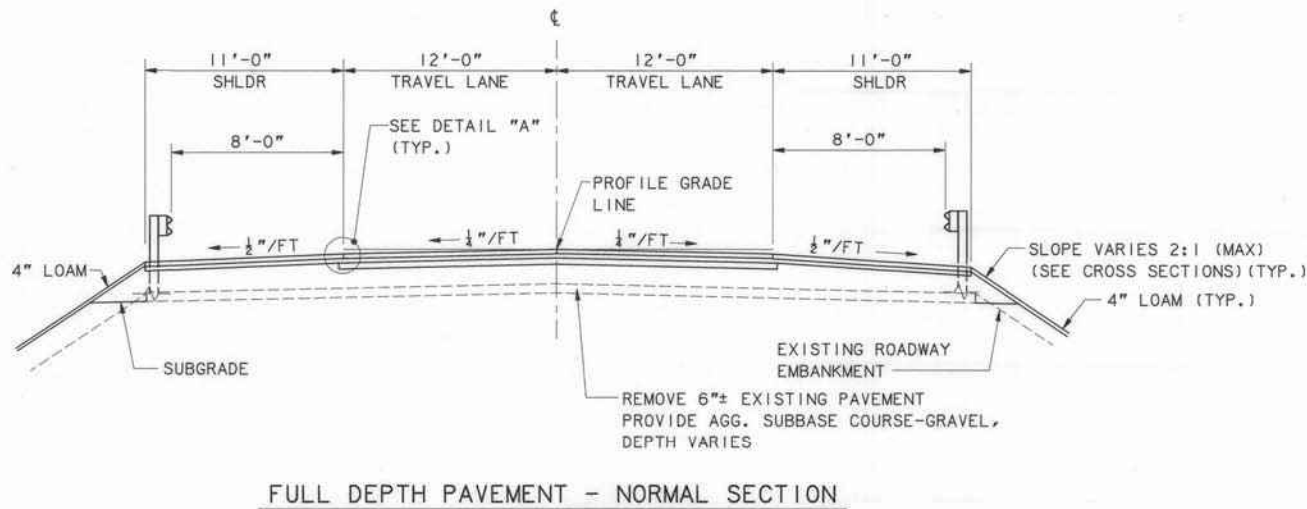 ℄
11'-0" 12'-0" 12'-0" 11'-0"
SHLDR TRAVEL LANE TRAVEL LANE SHLDR
SEE DETAIL "A"
(TYP.)
8'-0" 8'-0"
PROFILE GRADE
LINE
½"/FT ¼"/FT ¼"/FT ½"/FT
4" LOAM
SLOPE VARIES 2:1 (MAX)
(SEE CROSS SECTIONS)(TYP.)
4" LOAM (TYP.)
SUBGRADE
EXISTING ROADWAY
EMBANKMENT
REMOVE 6"± EXISTING PAVEMENT
PROVIDE AGG. SUBBASE COURSE-GRAVEL,
DEPTH VARIES
FULL DEPTH PAVEMENT - NORMAL SECTION